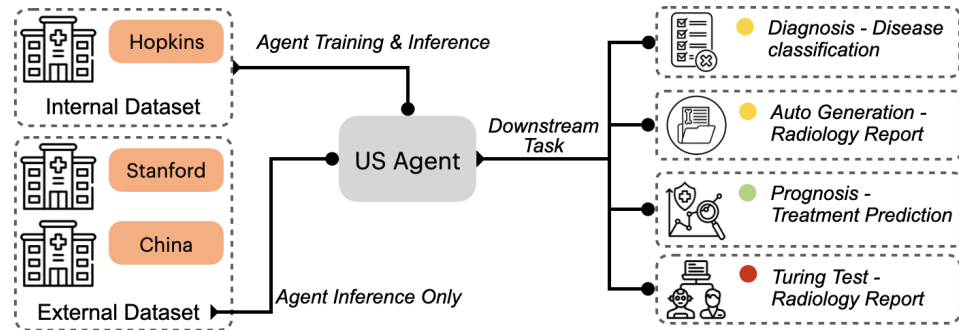 Hopkins
Internal Dataset
Stanford
China
External Dataset
Agent Training & Inference
Agent Inference Only
US Agent
Downstream
Task
Diagnosis - Disease
classification
Auto Generation -
Radiology Report
Prognosis -
Treatment Prediction
Turing Test -
Radiology Report